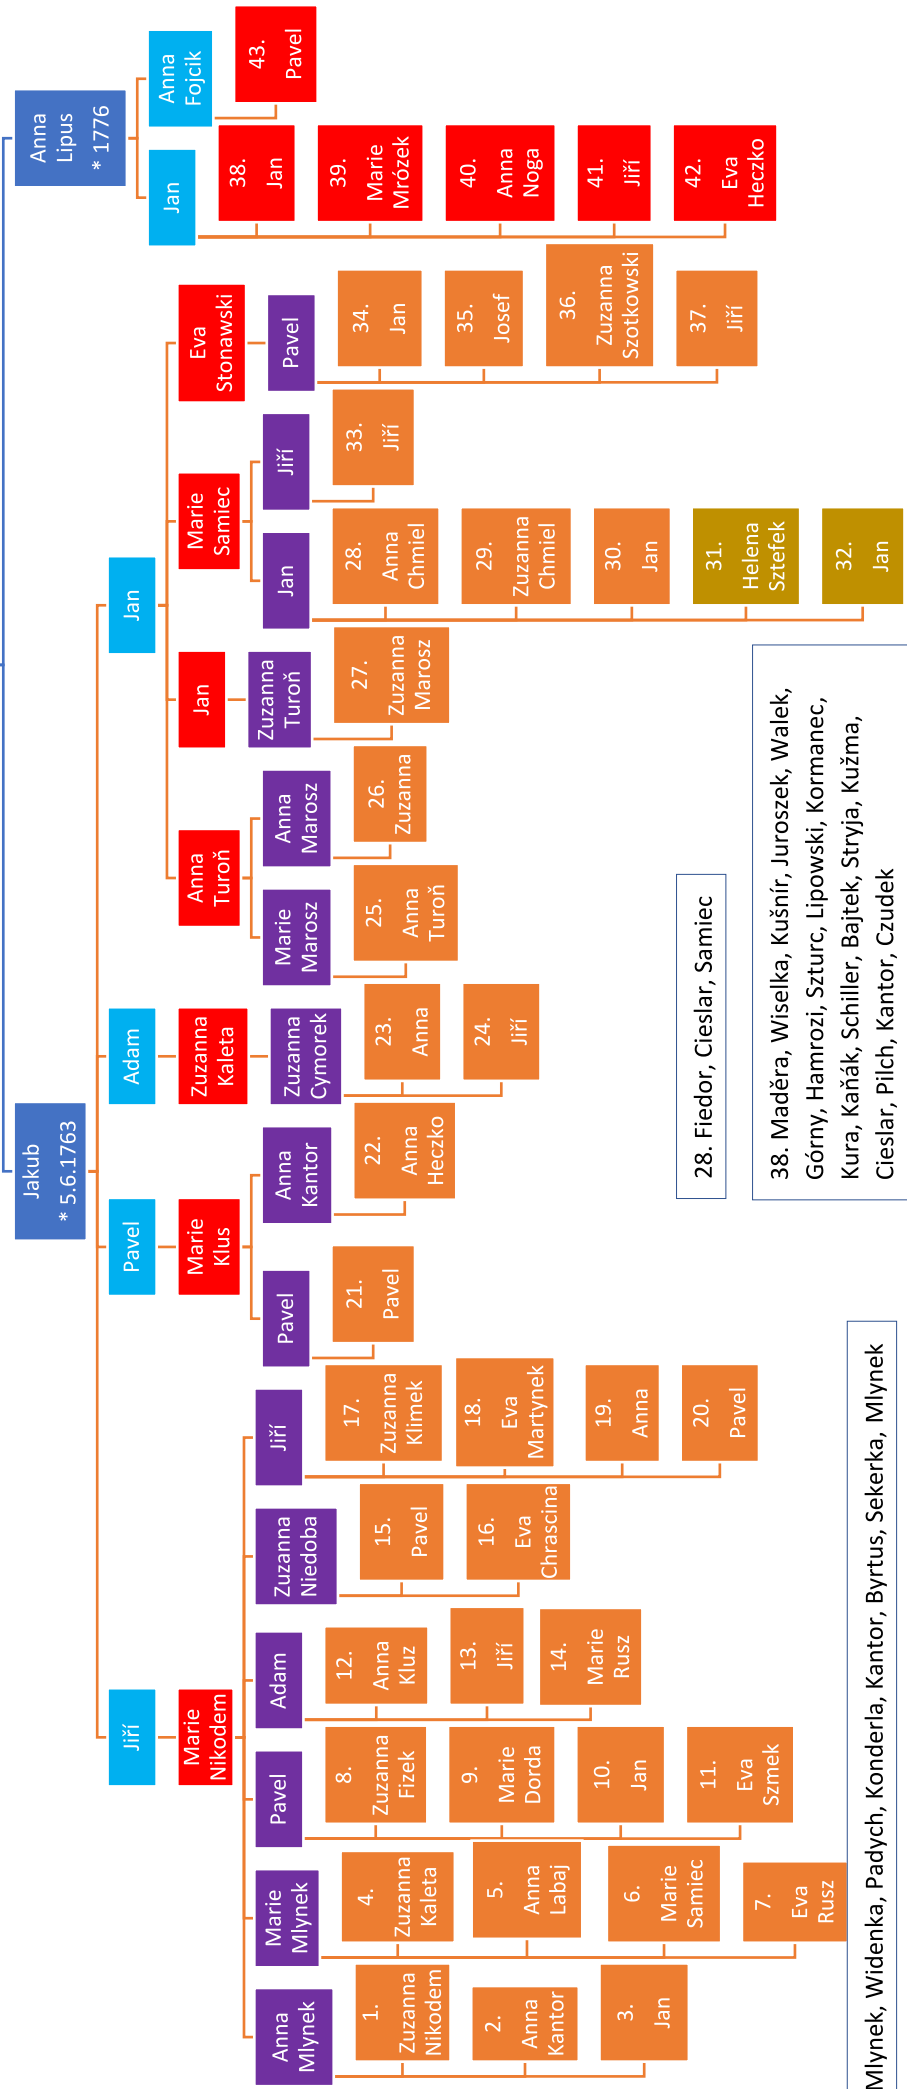 Jakub
* 5.6.1763
Anna
Lipus
* 1776
Jiří
Pavel
Adam
Jan
Jan
Anna
Fojcik
Marie
Nikodem
Marie
Klus
Zuzanna
Kaleta
Anna
Turoň
Jan
Marie
Samiec
Eva
Stonawski
Anna
Mlynek
Marie
Mlynek
Pavel
Adam
Zuzanna
Niedoba
Jiří
Pavel
Anna
Kantor
Zuzanna
Cymorek
Marie
Marosz
Anna
Marosz
Zuzanna
Turoň
Jan
Jiří
Pavel
1.
Zuzanna
Nikodem
2.
Anna
Kantor
3.
Jan
4.
Zuzanna
Kaleta
5.
Anna
Labaj
6.
Marie
Samiec
7.
Eva
Rusz
8.
Zuzanna
Fizek
9.
Marie
Dorda
10.
Jan
11.
Eva
Szmek
12.
Anna
Kluz
13.
Jiří
14.
Marie
Rusz
15.
Pavel
16.
Eva
Chrascina
17.
Zuzanna
Klimek
18.
Eva
Martynek
19.
Anna
20.
Pavel
21.
Pavel
22.
Anna
Heczko
23.
Anna
24.
Jiří
25.
Anna
Turoň
26.
Zuzanna
27.
Zuzanna
Marosz
28.
Anna
Chmiel
29.
Zuzanna
Chmiel
30.
Jan
31.
Helena
Sztefek
32.
Jan
33.
Jiří
34.
Jan
35.
Josef
36.
Zuzanna
Szotkowski
37.
Jiří
38.
Jan
39.
Marie
Mrózek
40.
Anna
Noga
41.
Jiří
42.
Eva
Heczko
43.
Pavel
Mlynek, Widenka, Padych, Konderla, Kantor, Byrtus, Sekerka, Mlynek
28. Fiedor, Cieslar, Samiec
38. Maděra, Wiselka, Kušnír, Juroszek, Walek,
Górny, Hamrozi, Szturc, Lipowski, Kormanec,
Kura, Kaňák, Schiller, Bajtek, Stryja, Kužma,
Cieslar, Pilch, Kantor, Czudek